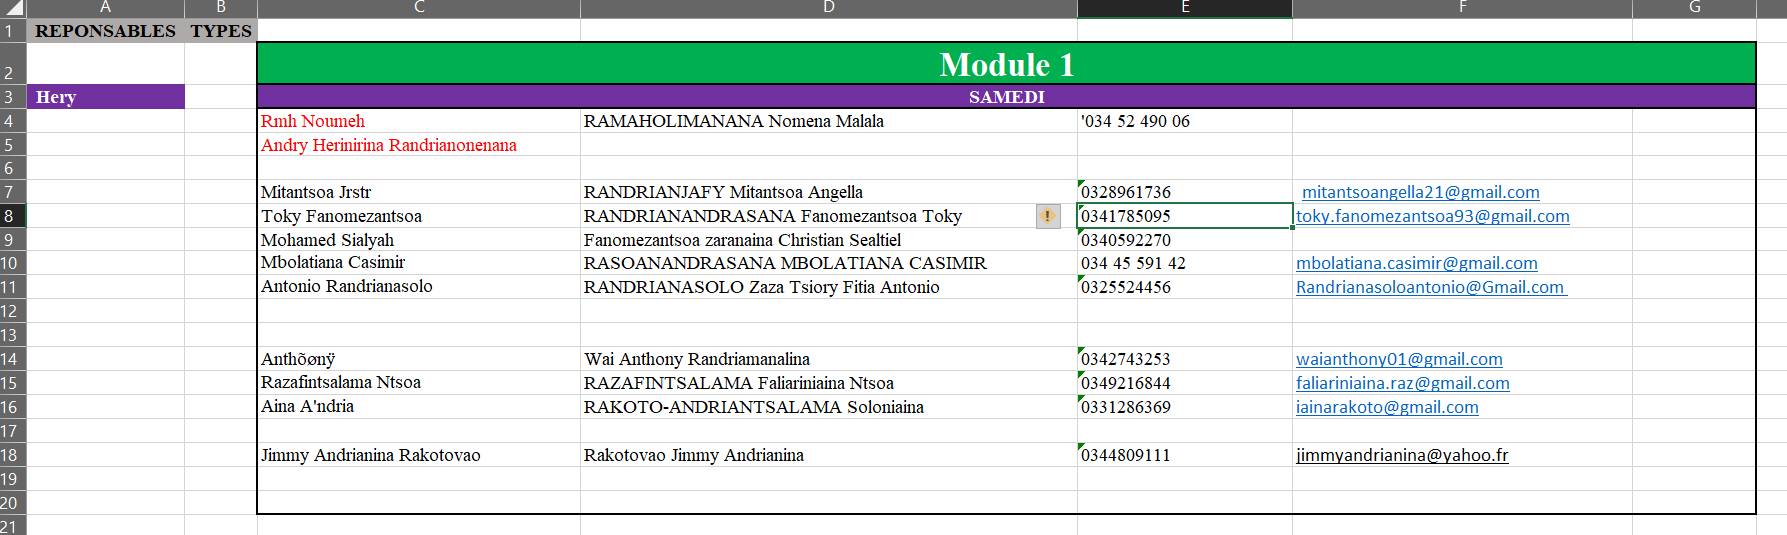 A B C D E F G
1 REPONSABLES TYPES
2 Module 1
3 Hery SAMEDI
4 Rmh Noumeh RAMAHOLIMANANA Nomena Malala '034 52 490 06
5 Andry Herinirina Randrianonenana
6
7 Mitantsoa Jrstr RANDRIANJAFY Mitantsoa Angella 0328961736 mitantsoangella21@gmail.com
8 Toky Fanomezantsoa RANDRIANANDRASANA Fanomezantsoa Toky ! 0341785095 toky.fanomezantsoa93@gmail.com
9 Mohamed Sialyah Fanomezantsoa zaranaina Christian Sealtiel 0340592270
10 Mbolatiana Casimir RASOANANDRASANA MBOLATIANA CASIMIR 034 45 591 42 mbolatiana.casimir@gmail.com
11 Antonio Randrianasolo RANDRIANASOLO Zaza Tsiory Fitia Antonio 0325524456 Randrianasoloantonio@Gmail.com
12
13
14 Anthõønÿ Wai Anthony Randriamanalina 0342743253 waianthony01@gmail.com
15 Razafintsalama Ntsoa RAZAFINTSALAMA Faliariniaina Ntsoa 0349216844 faliariniaina.raz@gmail.com
16 Aina A'ndria RAKOTO-ANDRIANTSALAMA Soloniaina 0331286369 iainarakoto@gmail.com
17
18 Jimmy Andrianina Rakotovao Rakotovao Jimmy Andrianina 0344809111 jimmyandrianina@yahoo.fr
19
20
21